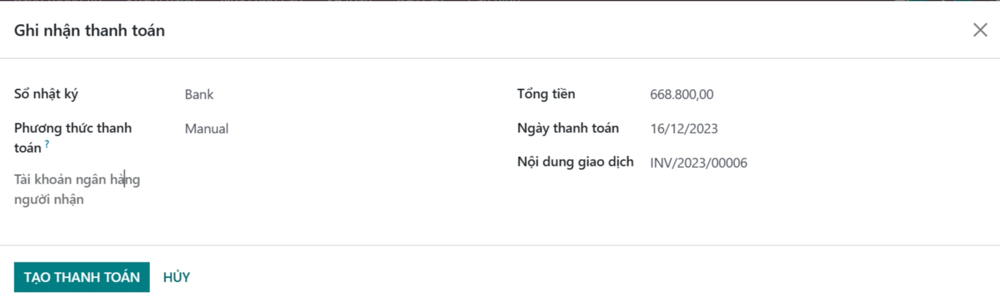 Ghi nhận thanh toán
Sổ nhật ký
Bank
Tổng tiền
668.800,00
Phương thức thanh
toán ?
Manual
Ngày thanh toán
16/12/2023
Nội dung giao dịch
INV/2023/00006
Tài khoản ngân hàng
người nhận
TẠO THANH TOÁN
HỦY